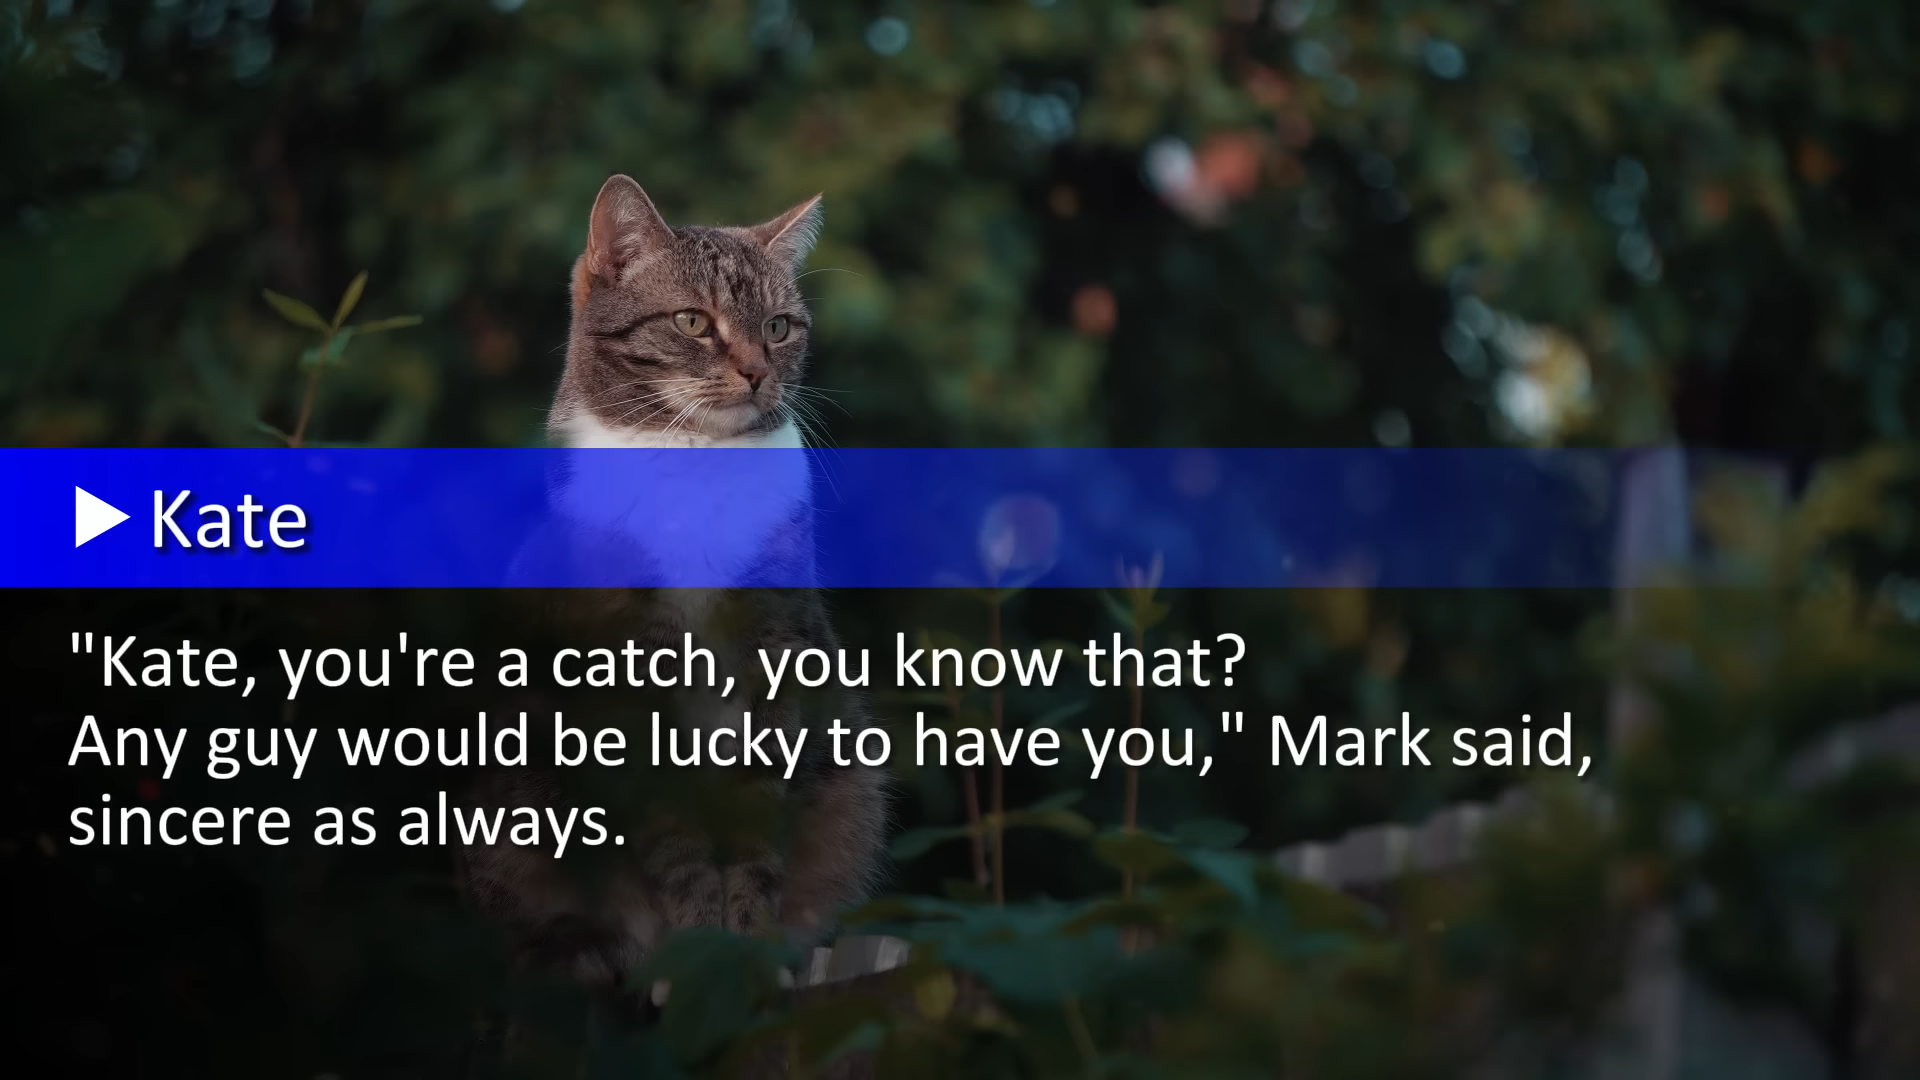 Kate
"Kate, you're a catch, you know that?
Any guy would be lucky to have you," Mark said,
sincere as always.